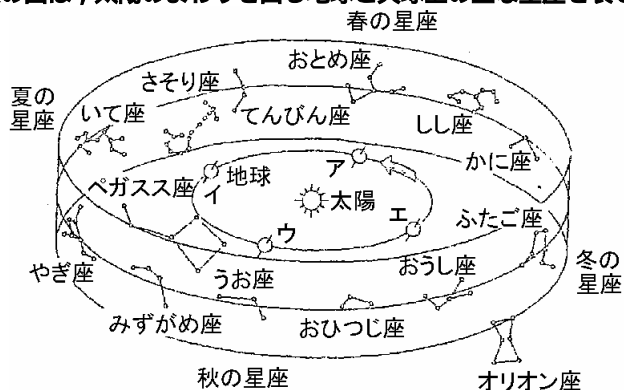 春の星座
おとめ座
さそり座
夏の
星座
いて座
てんびん座
しし座
かに座
ア
地球
イ
太陽
ペガスス座
エ
ふたご座
ウ
やぎ座
うお座
おうし座
冬の
星座
みずがめ座
おひつじ座
秋の星座
オリオン座